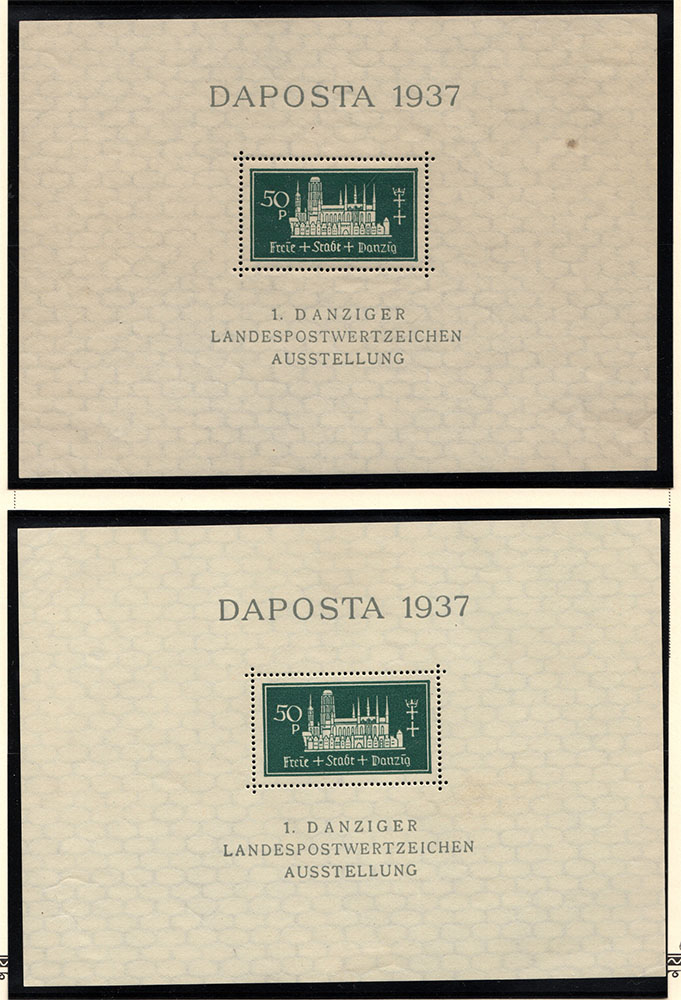 DAPOSTA 1937
50
P
Freie + Stadt + Danzig
1. DANZIGER
LANDESPOSTWERTZEICHEN
AUSSTELLUNG
DAPOSTA 1937
50
P
Freie + Stadt + Danzig
1. DANZIGER
LANDESPOSTWERTZEICHEN
AUSSTELLUNG